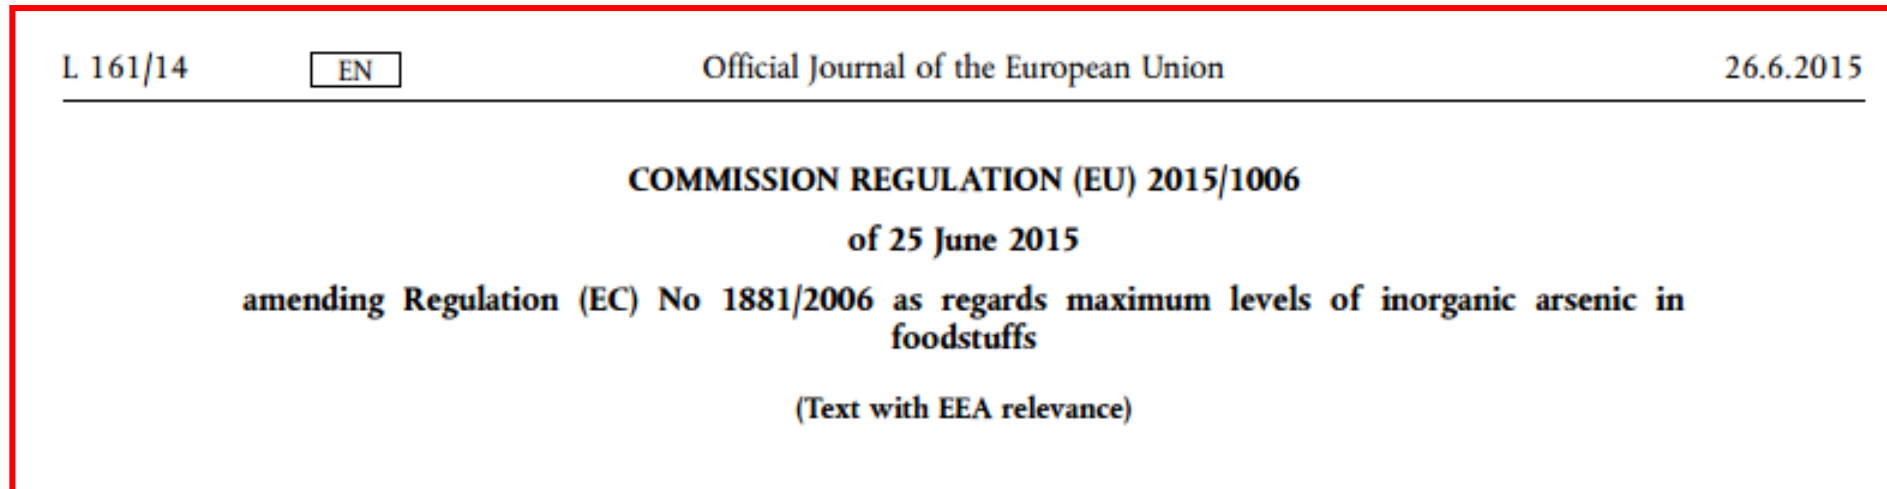 L 161/14 EN Official Journal of the European Union 26.6.2015
COMMISSION REGULATION (EU) 2015/1006
of 25 June 2015
amending Regulation (EC) No 1881/2006 as regards maximum levels of inorganic arsenic in
foodstuffs
(Text with EEA relevance)